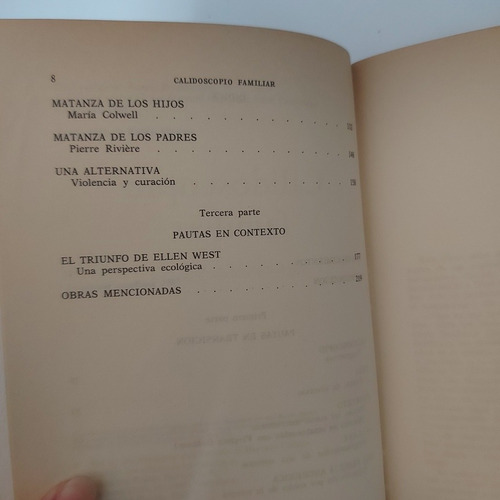 8 CALIDOSCOPIO FAMILIAR
MATANZA DE LOS HIJOS
María Colwell . . . . . . . . . .
MATANZA DE LOS PADRES
Pierre Rivière . . . . . . . . . .
UNA ALTERNATIVA
Violencia y curación . . . . . . . . .
Tercera parte
PAUTAS EN CONTEXTO
EL TRIUNFO DE ELLEN WEST
Una perspectiva ecológica . . . . . . . 177
OBRAS MENCIONADAS . . . . . . . .